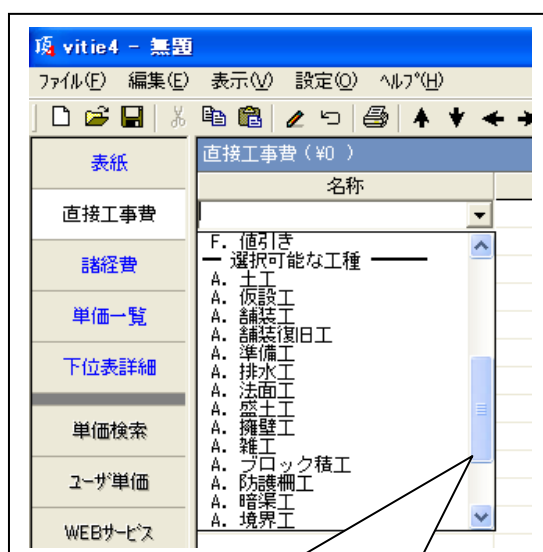 頂 vitie4 - 無題
ﾌｧｲﾙ(F) 編集(E) 表示(V) 設定(O) ﾍﾙﾌﾟ(H)
表紙
直接工事費
諸経費
単価一覧
下位表詳細
単価検索
ﾕｰｻﾞ単価
WEBｻｰﾋﾞｽ
直接工事費 ( ¥0 )
名称
F. 値引き
━ 選択可能な工種 ━━━
A. 土工
A. 仮設工
A. 舗装工
A. 舗装復旧工
A. 準備工
A. 排水工
A. 法面工
A. 盛土工
A. 擁壁工
A. 雑工
A. ブロック積工
A. 防護柵工
A. 暗渠工
A. 境界工